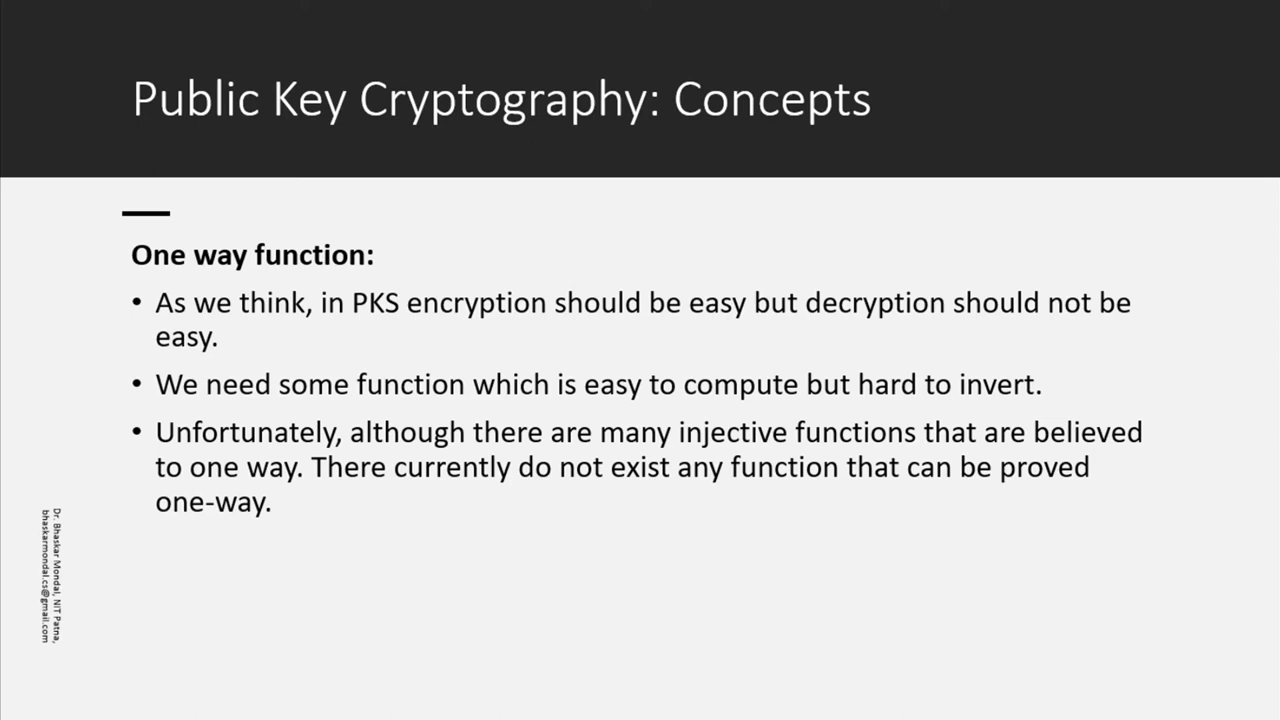 Public Key Cryptography: Concepts
One way function:
• As we think, in PKS encryption should be easy but decryption should not be
easy.
• We need some function which is easy to compute but hard to invert.
• Unfortunately, although there are many injective functions that are believed
to one way. There currently do not exist any function that can be proved
one-way.
Dr. Bhaskar Mondal, NIT Patna,
bhaskarmondal.cs@gmail.com